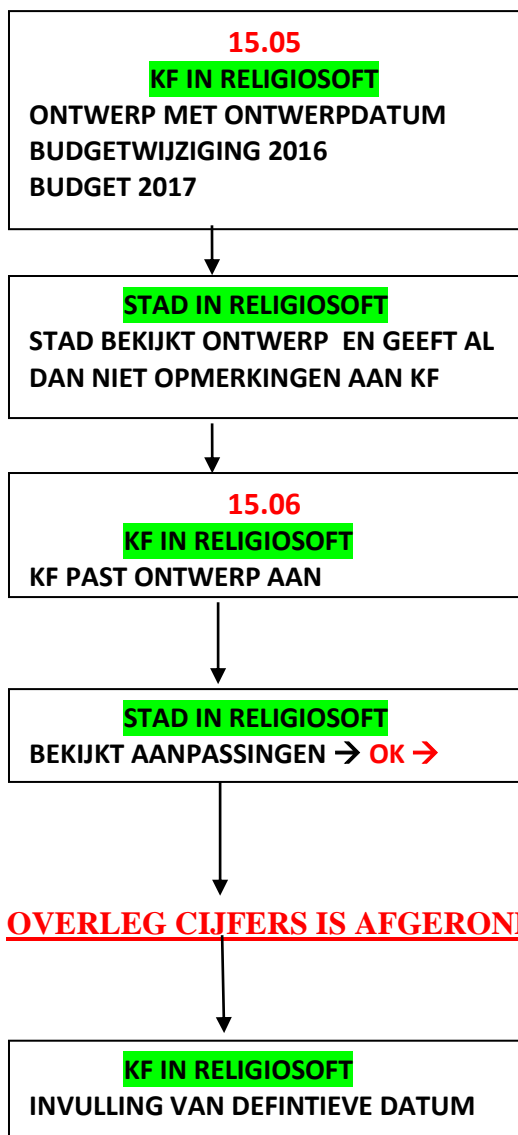 15.05
KF IN RELIGIOSOFT
ONTWERP MET ONTWERPDATUM
BUDGETWIJZIGING 2016
BUDGET 2017
STAD IN RELIGIOSOFT
STAD BEKIJKT ONTWERP EN GEEFT AL
DAN NIET OPMERKINGEN AAN KF
15.06
KF IN RELIGIOSOFT
KF PAST ONTWERP AAN
STAD IN RELIGIOSOFT
BEKIJKT AANPASSINGEN → OK →
OVERLEG CIJFERS IS AFGEROND
KF IN RELIGIOSOFT
INVULLING VAN DEFINTIEVE DATUM